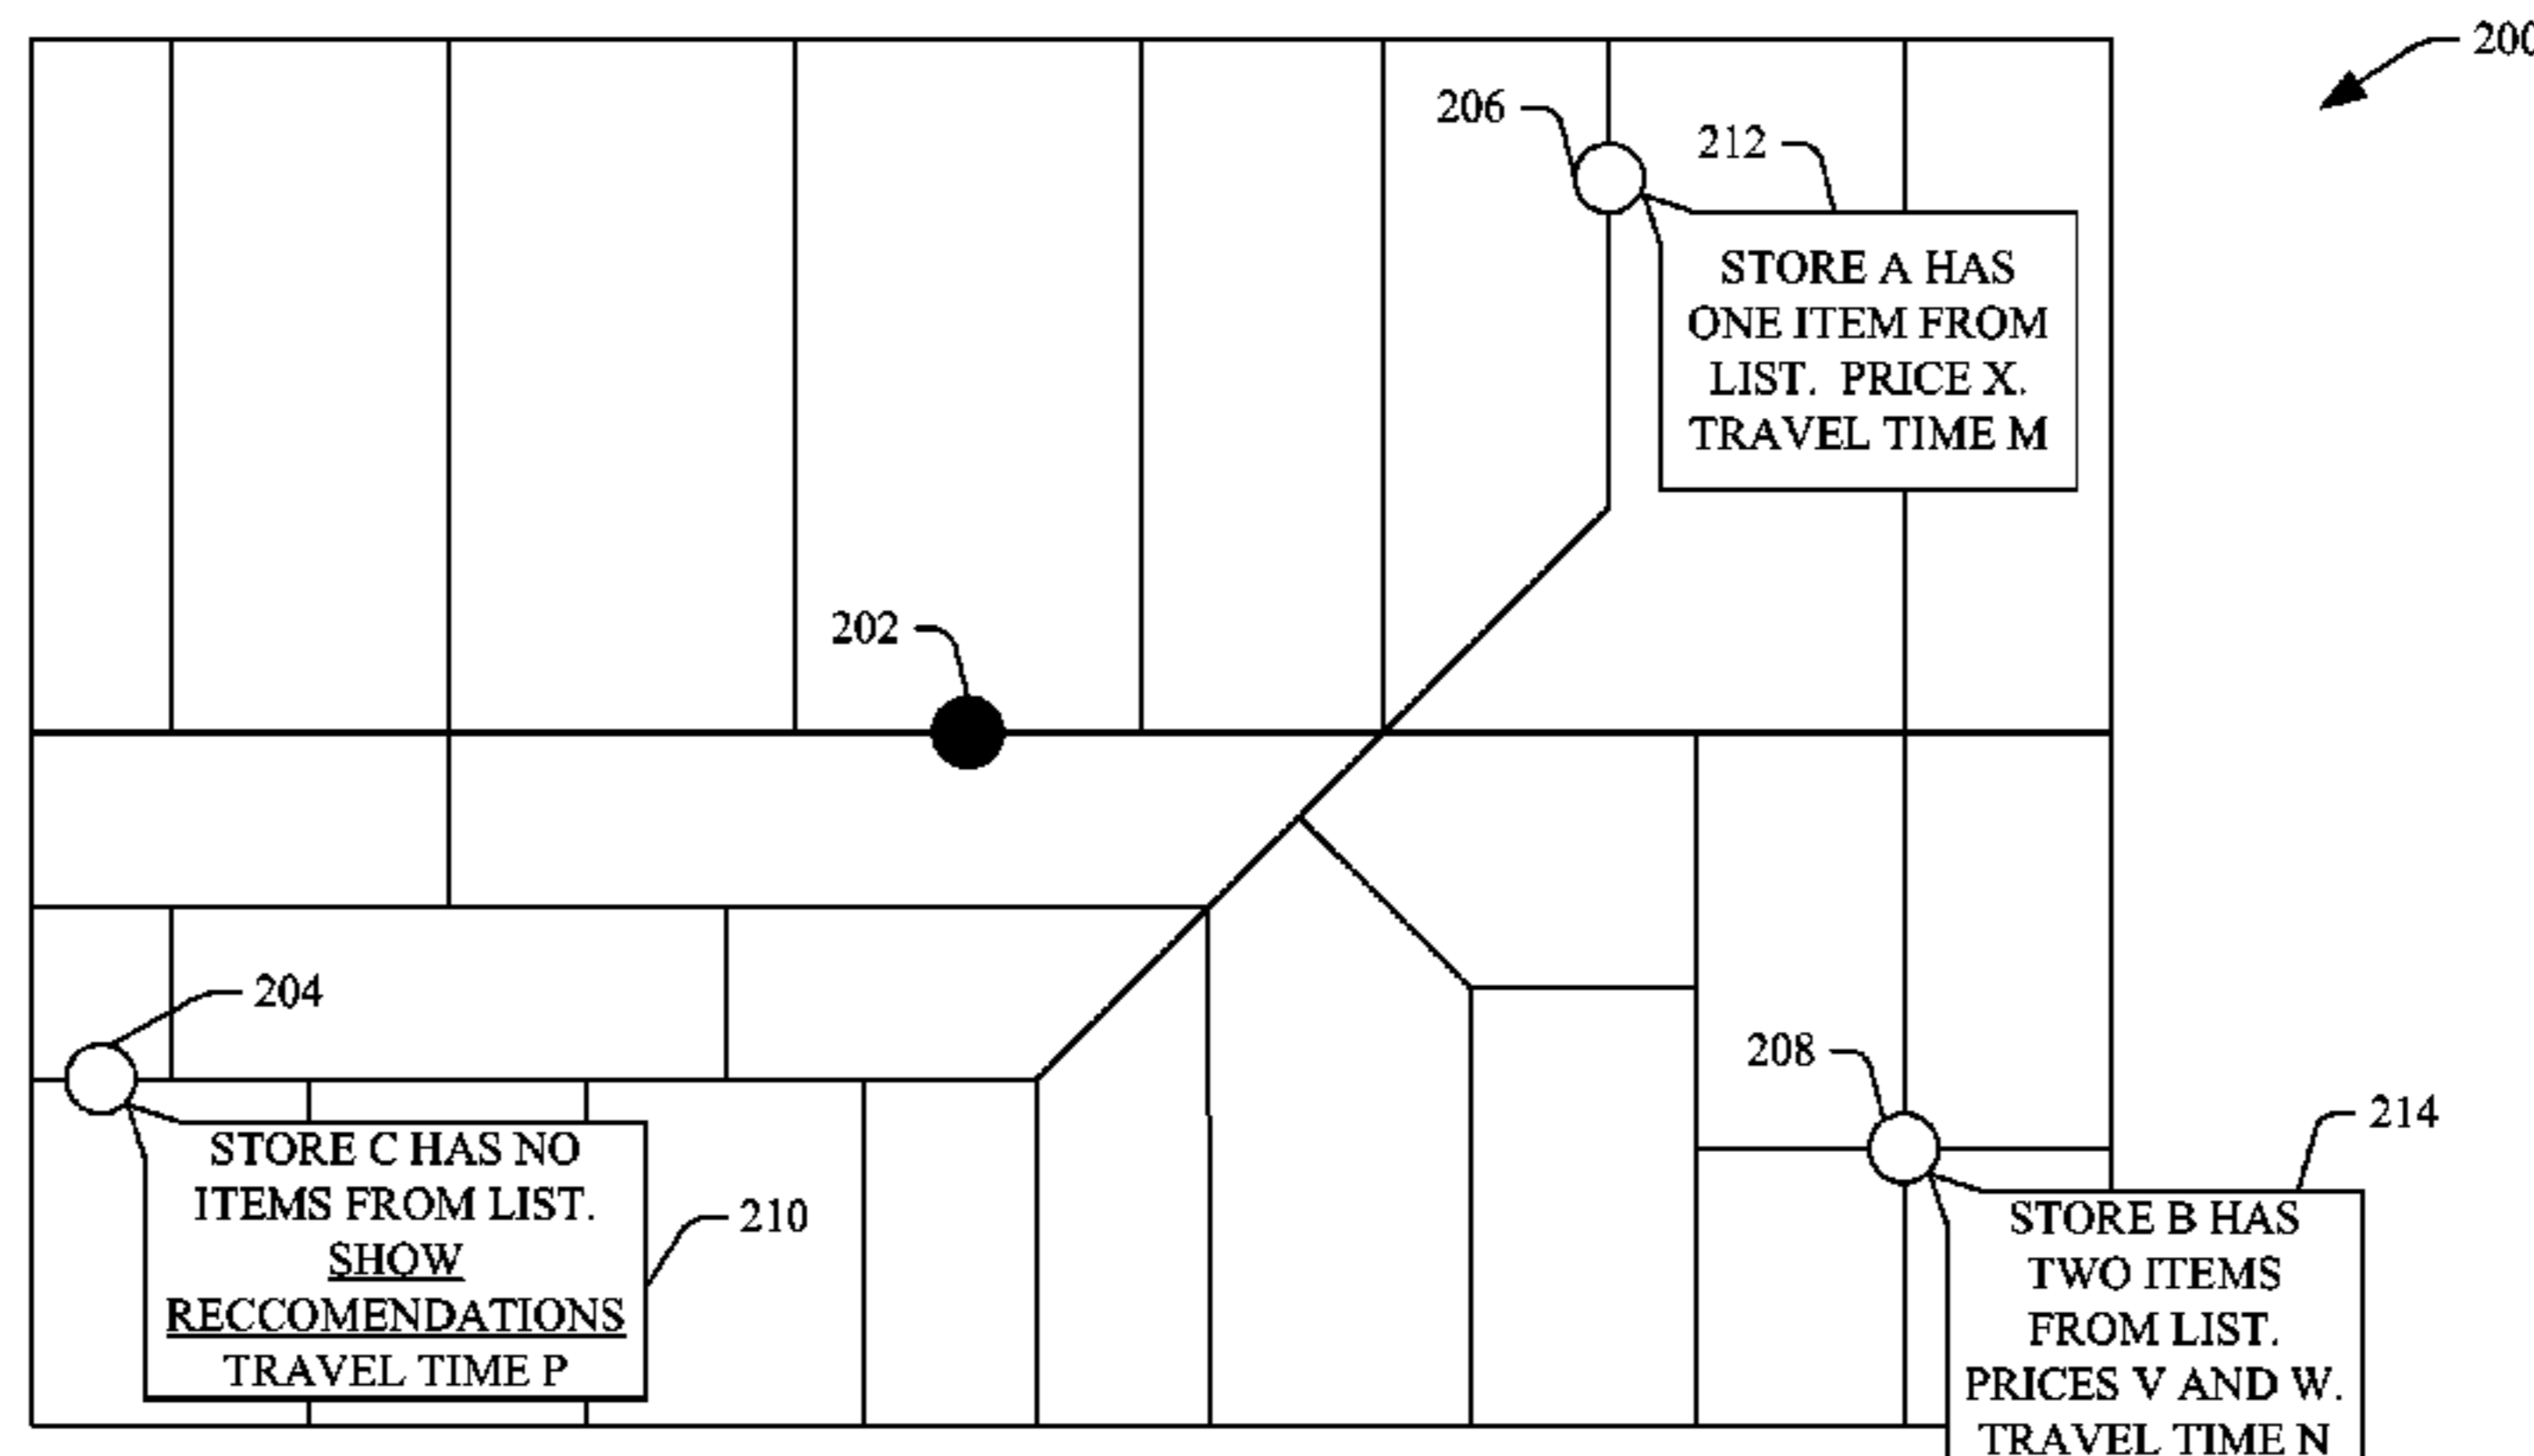 200
206
212
STORE A HAS
ONE ITEM FROM
LIST. PRICE X.
TRAVEL TIME M
202
204
208
214
STORE C HAS NO
ITEMS FROM LIST.
SHOW
RECCOMENDATIONS
TRAVEL TIME P
210
STORE B HAS
TWO ITEMS
FROM LIST.
PRICES V AND W.
TRAVEL TIME N